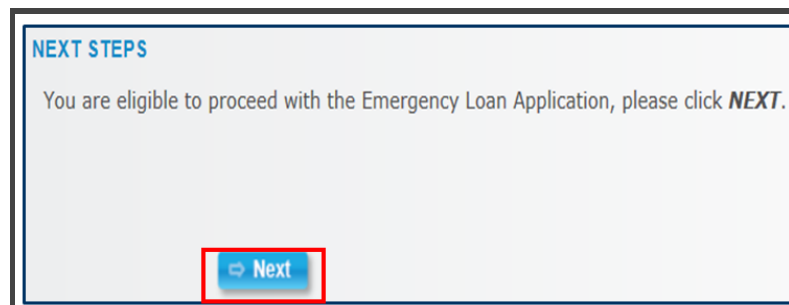 NEXT STEPS
You are eligible to proceed with the Emergency Loan Application, please click NEXT.
Next